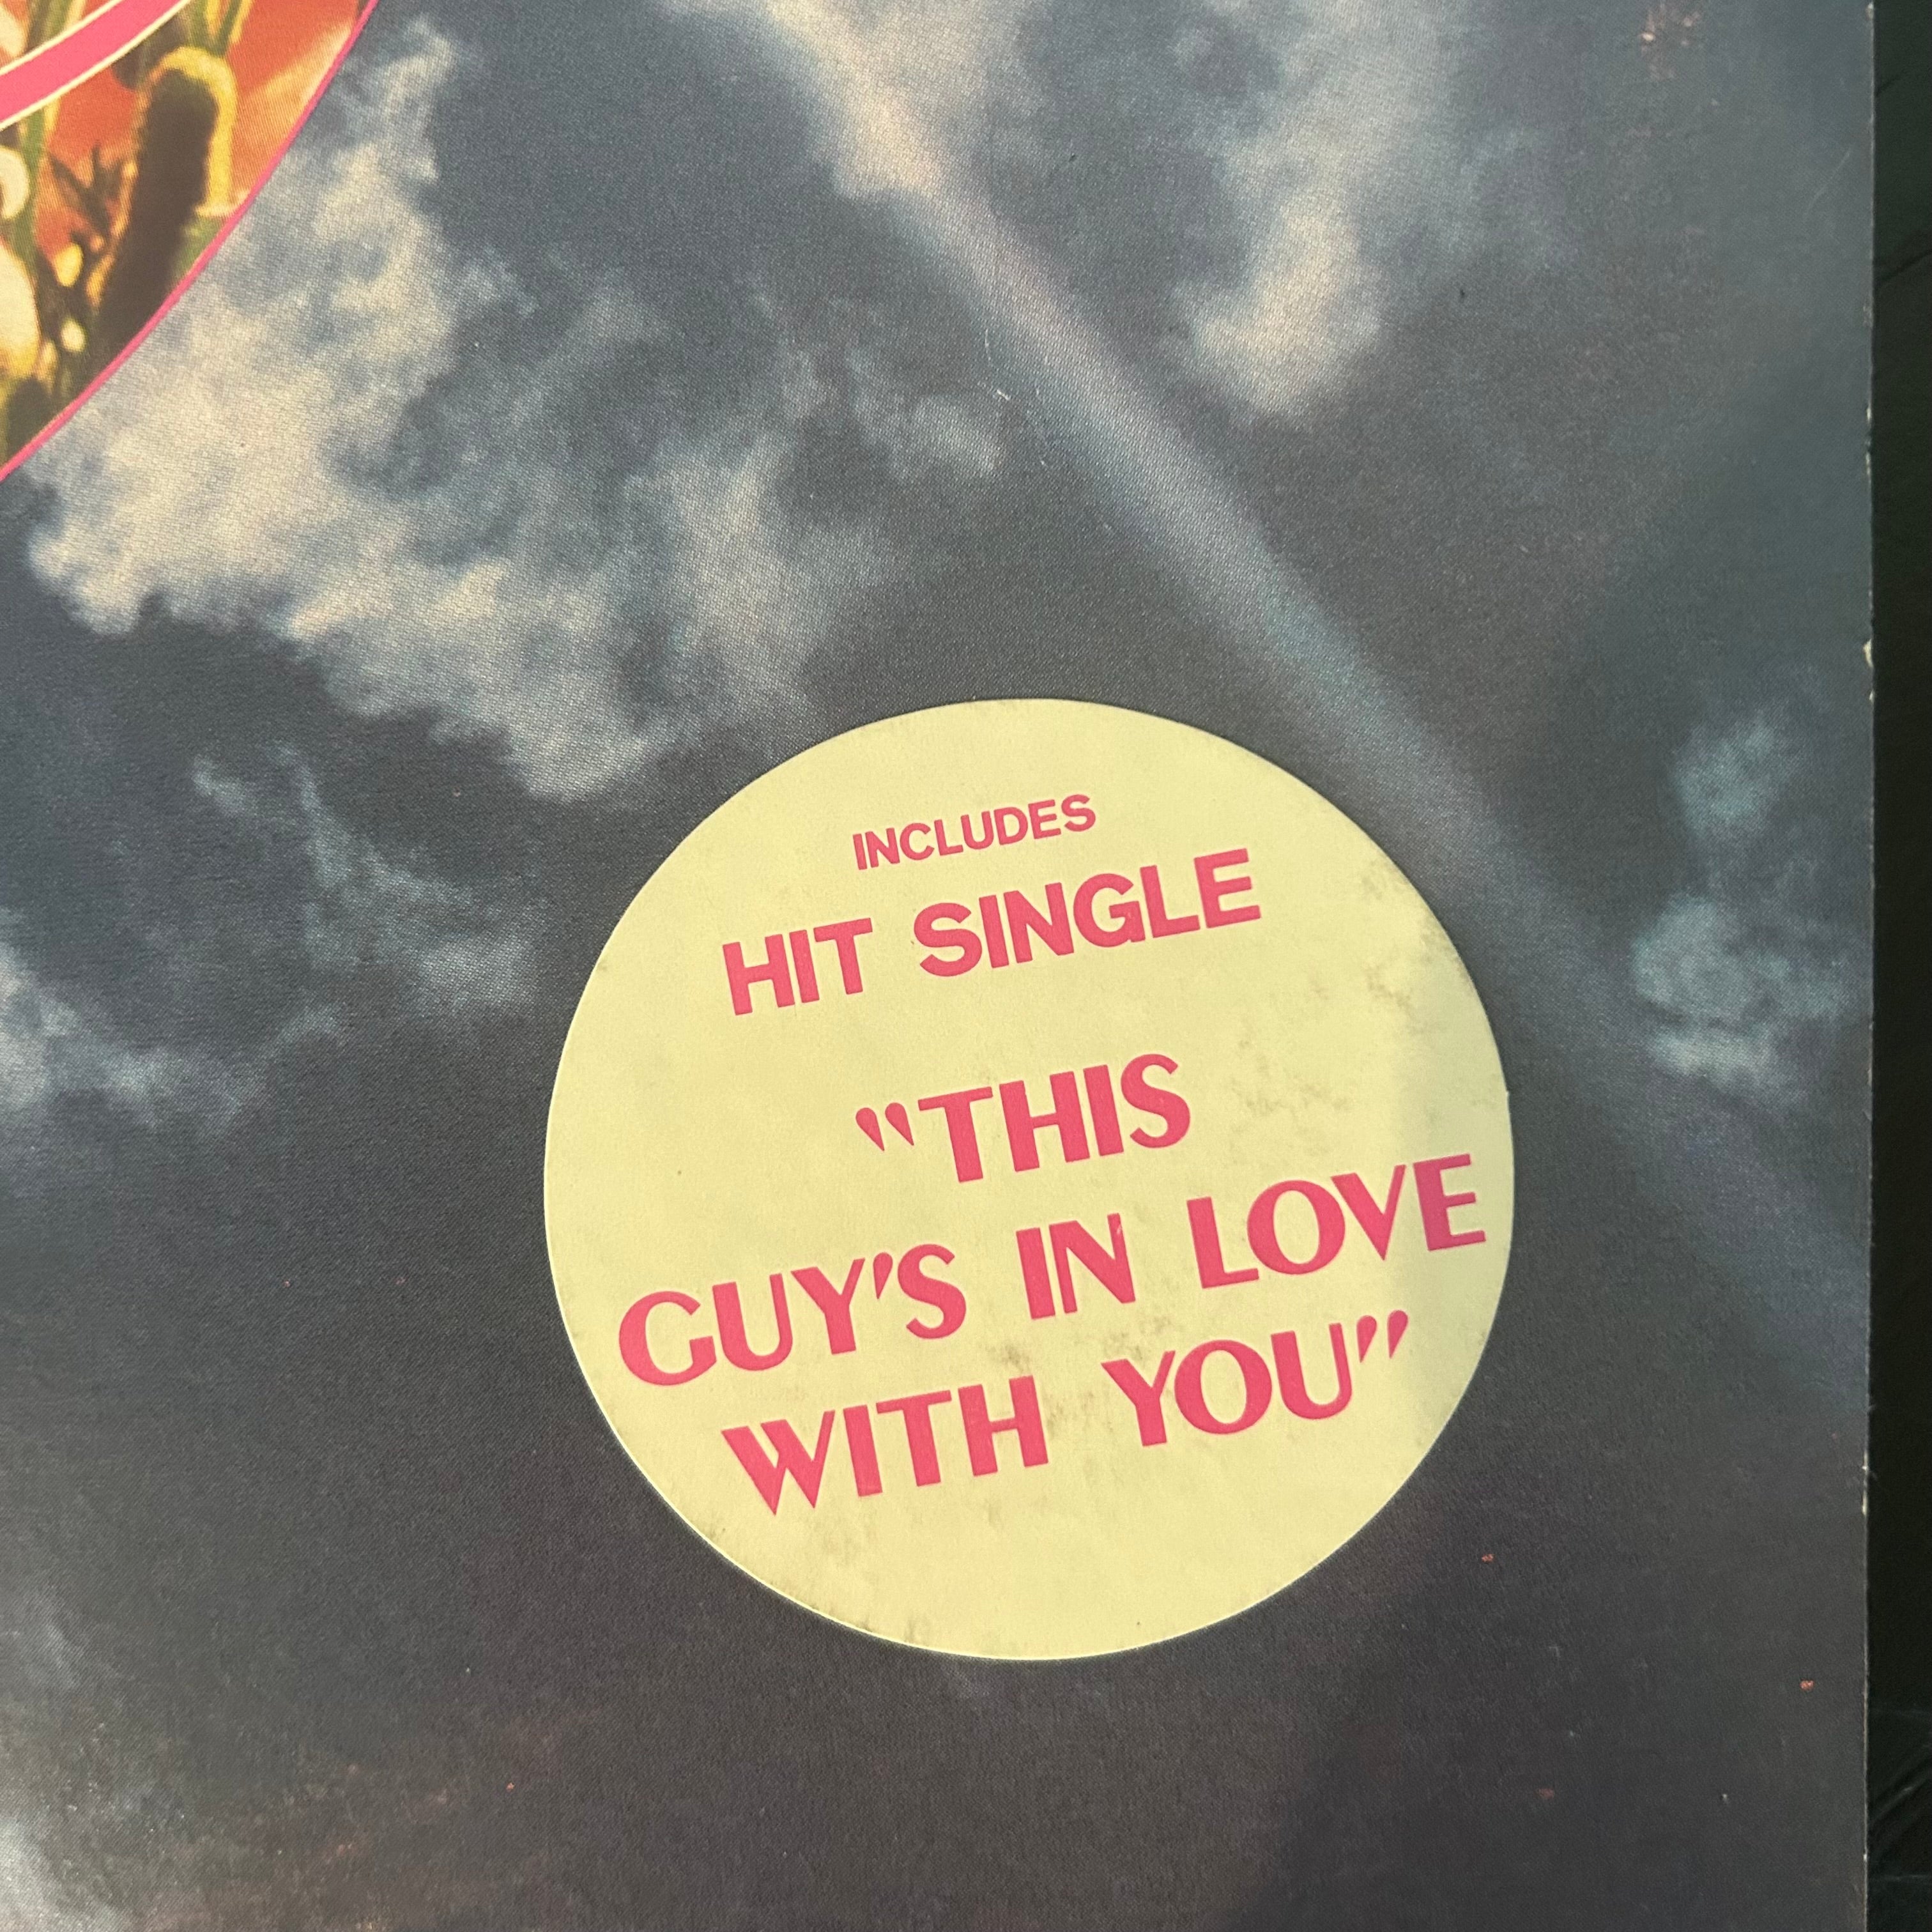 INCLUDES
HIT SINGLE
"THIS
GUY'S IN LOVE
WITH YOU"